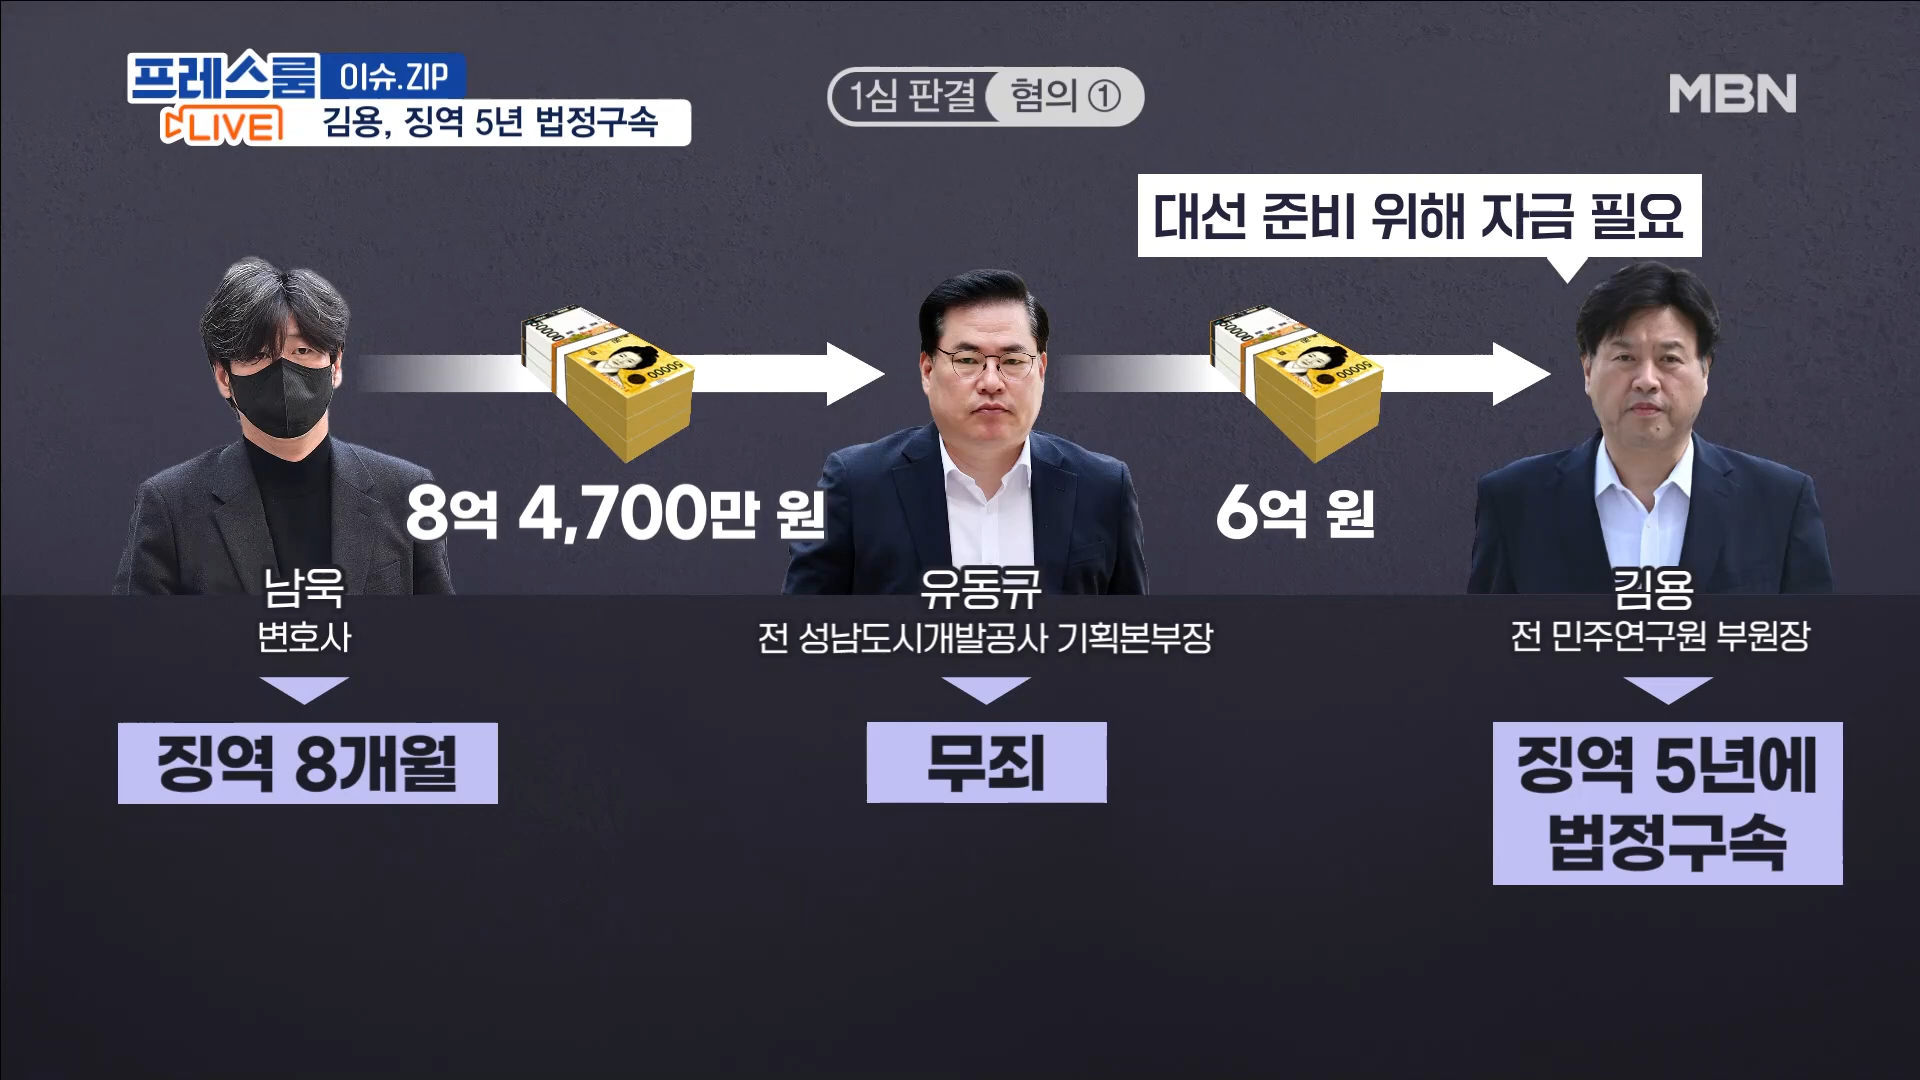 프레스룸 이슈.ZIP
LIVE 김용, 징역 5년 법정구속
1심 판결 혐의 ①
MBN
대선 준비 위해 자금 필요
50000
50000
50000
50000
8억 4,700만 원
6억 원
남욱
변호사
유동규
전 성남도시개발공사 기획본부장
김용
전 민주연구원 부원장
징역 8개월
무죄
징역 5년에
법정구속